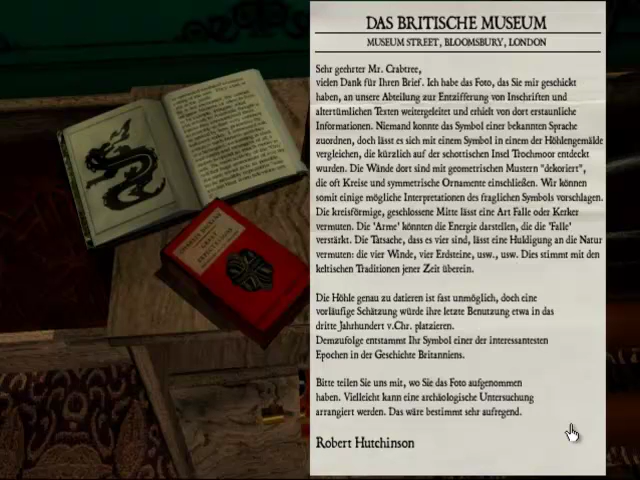 DAS BRITISCHE MUSEUM
MUSEUM STREET, BLOOMSBURY, LONDON
Sehr geehrter Mr. Crabtree,
vielen Dank für Ihren Brief. Ich habe das Foto, das Sie mir geschickt
haben, an unsere Abteilung zur Entzifferung von Inschriften und
altertümlichen Texten weitergeleitet und erhielt von dort erstaunliche
Informationen. Niemand konnte das Symbol einer bekannten Sprache
zuordnen, doch lässt es sich mit einem Symbol in einem der Höhlengemälde
vergleichen, die kürzlich auf der schottischen Insel Trochmoor entdeckt
wurden. Die Wände dort sind mit geometrischen Mustern "dekoriert",
die oft Kreise und symmetrische Ornamente einschließen. Wir können
somit einige mögliche Interpretationen des fraglichen Symbols vorschlagen.
Die kreisförmige, geschlossene Mitte lässt eine Art Falle oder Kerker
vermuten. Die 'Arme' könnten die Energie darstellen, die die 'Falle'
verstärkt. Die Tatsache, dass es vier sind, lässt eine Huldigung an die Natur
vermuten: die vier Winde, vier Erdsteine, usw., usw. Dies stimmt mit den
keltischen Traditionen jener Zeit überein.
Die Höhle genau zu datieren ist fast unmöglich, doch eine
vorläufige Schätzung würde ihre letzte Benutzung etwa in das
dritte Jahrhundert v.Chr. platzieren.
Demzufolge entstammt Ihr Symbol einer der interessantesten
Epochen in der Geschichte Britanniens.
Bitte teilen Sie uns mit, wo Sie das Foto aufgenommen
haben. Vielleicht kann eine archäologische Untersuchung
arrangiert werden. Das wäre bestimmt sehr aufregend.
Robert Hutchinson